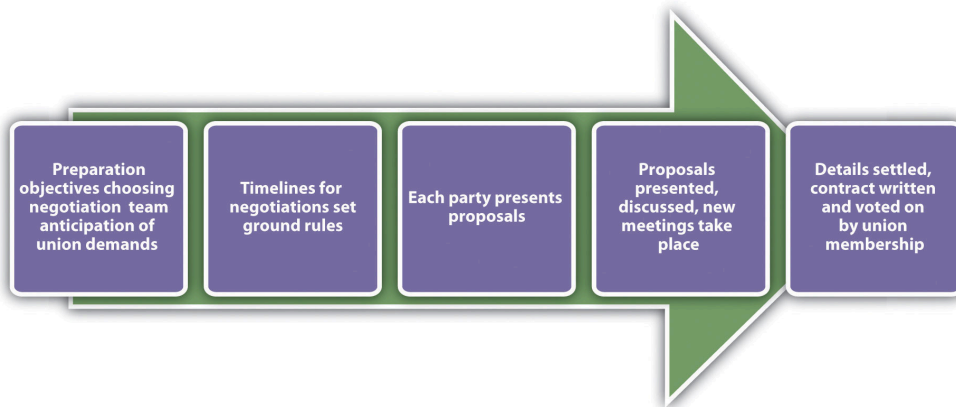 Preparation
objectives choosing
negotiation team
anticipation of
union demands
Timelines for
negotiations set
ground rules
Each party presents
proposals
Proposals
presented,
discussed, new
meetings take
place
Details settled,
contract written
and voted on
by union
membership